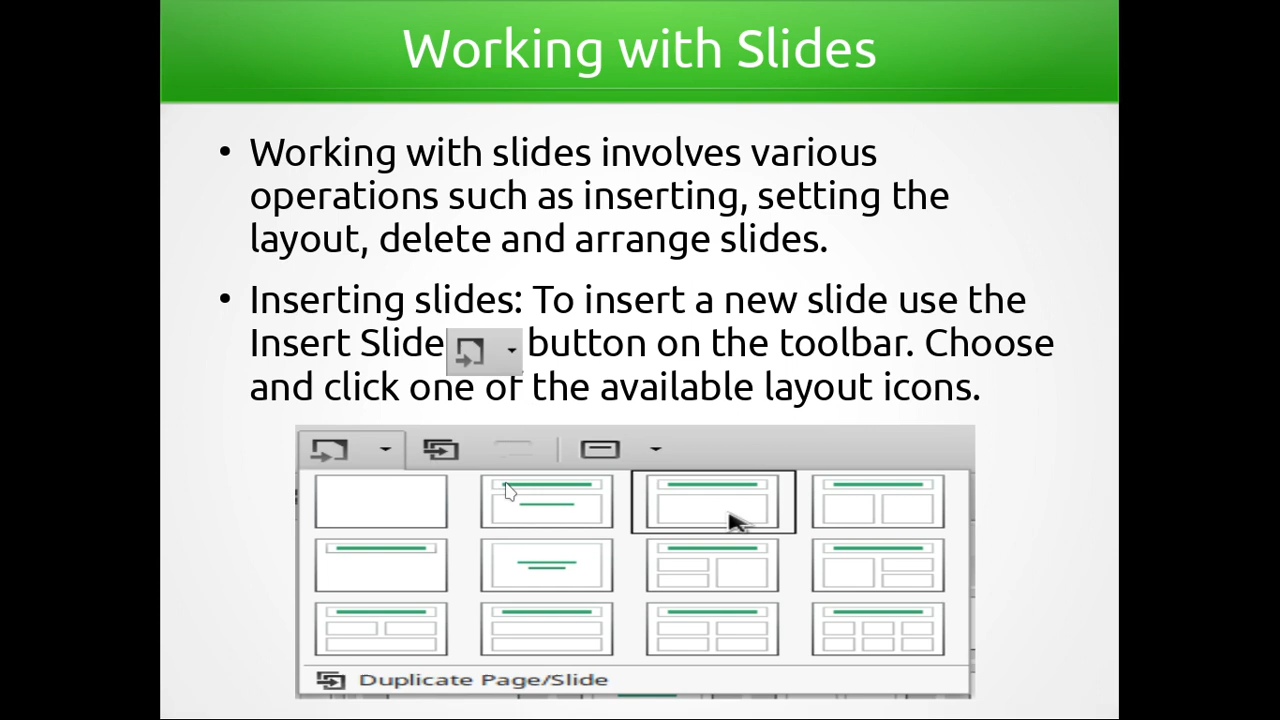 Working with Slides
• Working with slides involves various
operations such as inserting, setting the
layout, delete and arrange slides.
• Inserting slides: To insert a new slide use the
Insert Slide button on the toolbar. Choose
and click one of the available layout icons.
Duplicate Page/Slide